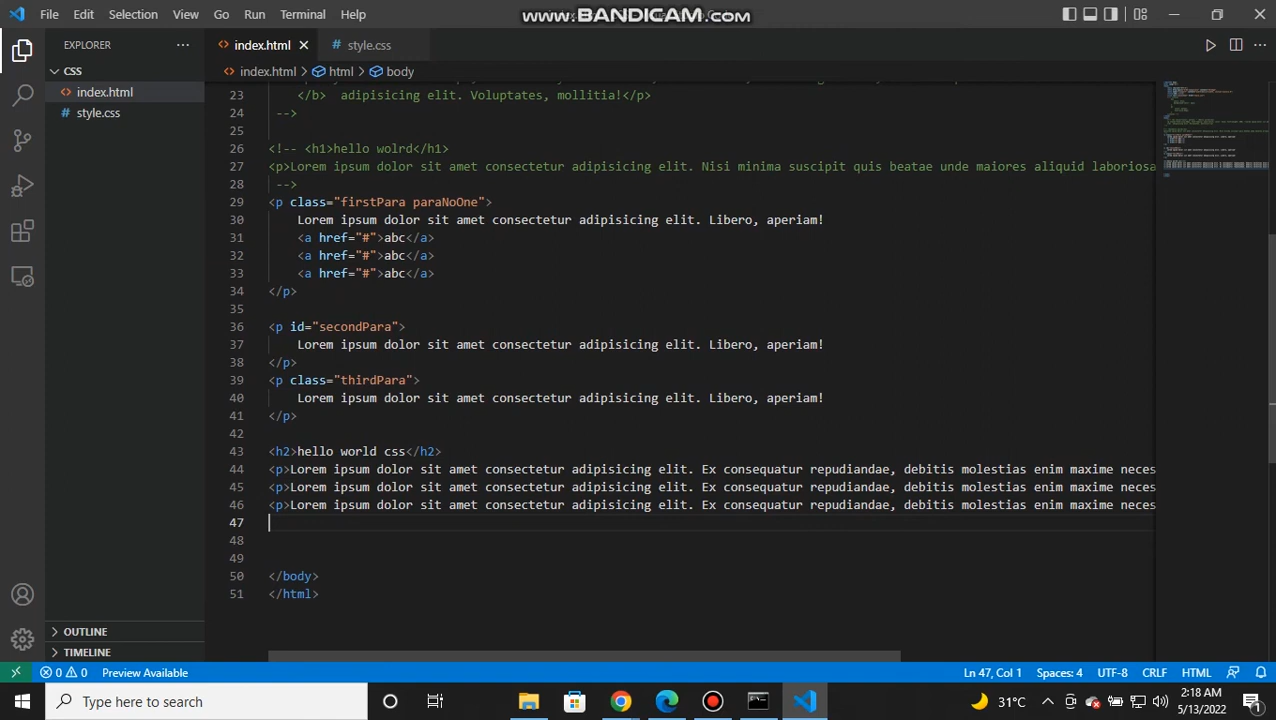 File Edit Selection View Go Run Terminal Help
www.BANDICAM.com
EXPLORER
index.html
style.css
CSS
index.html
style.css
index.html html body
23 </b> adipisicing elit. Voluptates, mollitia!</p>
24 -->
25
26 <!-- <h1>hello wolrd</h1>
27 <p>Lorem ipsum dolor sit amet consectetur adipisicing elit. Nisi minima suscipit quis beatae unde maiores aliquid laboriosa
28 -->
29 <p class="firstPara paraNoOne">
30 Lorem ipsum dolor sit amet consectetur adipisicing elit. Libero, aperiam!
31 <a href="#">abc</a>
32 <a href="#">abc</a>
33 <a href="#">abc</a>
34 </p>
35
36 <p id="secondPara">
37 Lorem ipsum dolor sit amet consectetur adipisicing elit. Libero, aperiam!
38 </p>
39 <p class="thirdPara">
40 Lorem ipsum dolor sit amet consectetur adipisicing elit. Libero, aperiam!
41 </p>
42
43 <h2>hello world css</h2>
44 <p>Lorem ipsum dolor sit amet consectetur adipisicing elit. Ex consequatur repudiandae, debitis molestias enim maxime neces
45 <p>Lorem ipsum dolor sit amet consectetur adipisicing elit. Ex consequatur repudiandae, debitis molestias enim maxime neces
46 <p>Lorem ipsum dolor sit amet consectetur adipisicing elit. Ex consequatur repudiandae, debitis molestias enim maxime neces
47
48
49
50 </body>
51 </html>
OUTLINE
TIMELINE
0 0 Preview Available Ln 47, Col 1 Spaces: 4 UTF-8 CRLF HTML
Type here to search
31°C
2:18 AM
5/13/2022
1